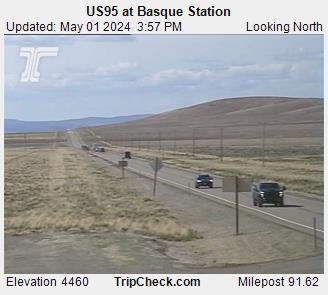 US95 at Basque Station
Updated: May 01 2024 3:57 PM Looking North
Elevation 4460 TripCheck.com Milepost 91.62